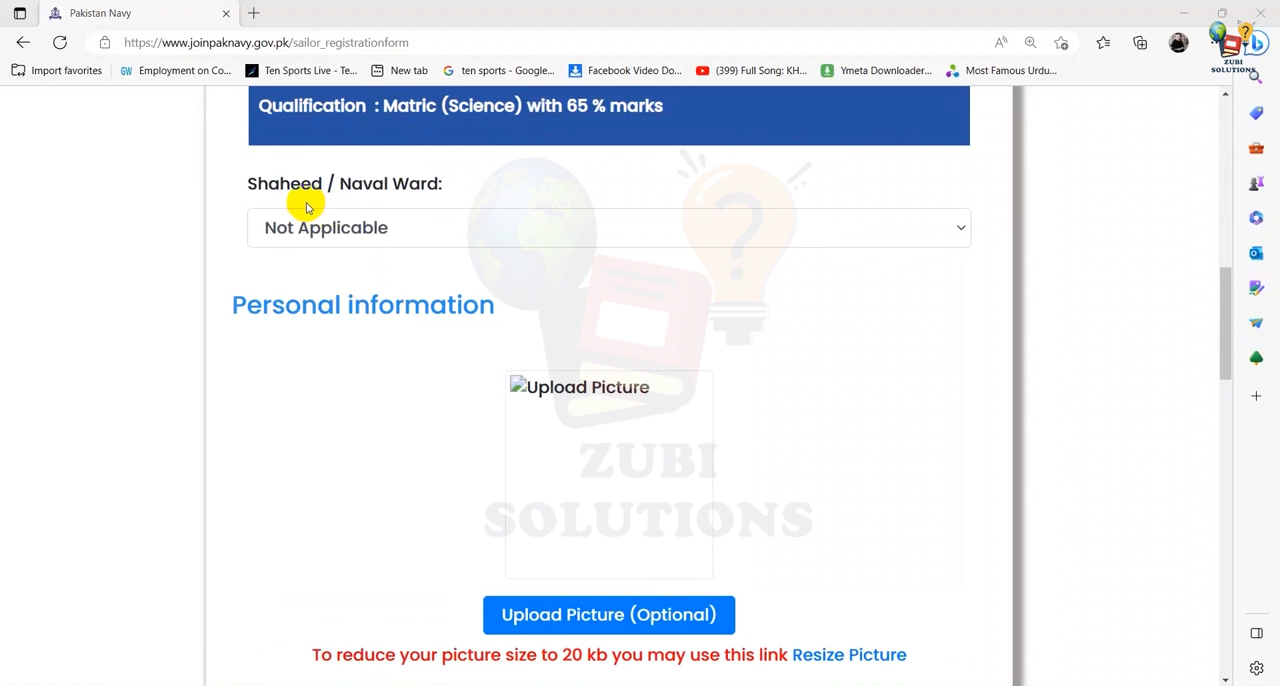 Pakistan Navy
https://www.joinpaknavy.gov.pk/sailor_registrationform
Import favorites
GW Employment on Co...
Ten Sports Live - Te...
New tab
ten sports - Google...
Facebook Video Do...
(399) Full Song: KH...
Ymeta Downloader...
Most Famous Urdu...
ZUBI
SOLUTIONS
Qualification : Matric (Science) with 65 % marks
Shaheed / Naval Ward:
Not Applicable
Personal information
Upload Picture
ZUBI
SOLUTIONS
Upload Picture (Optional)
To reduce your picture size to 20 kb you may use this link Resize Picture